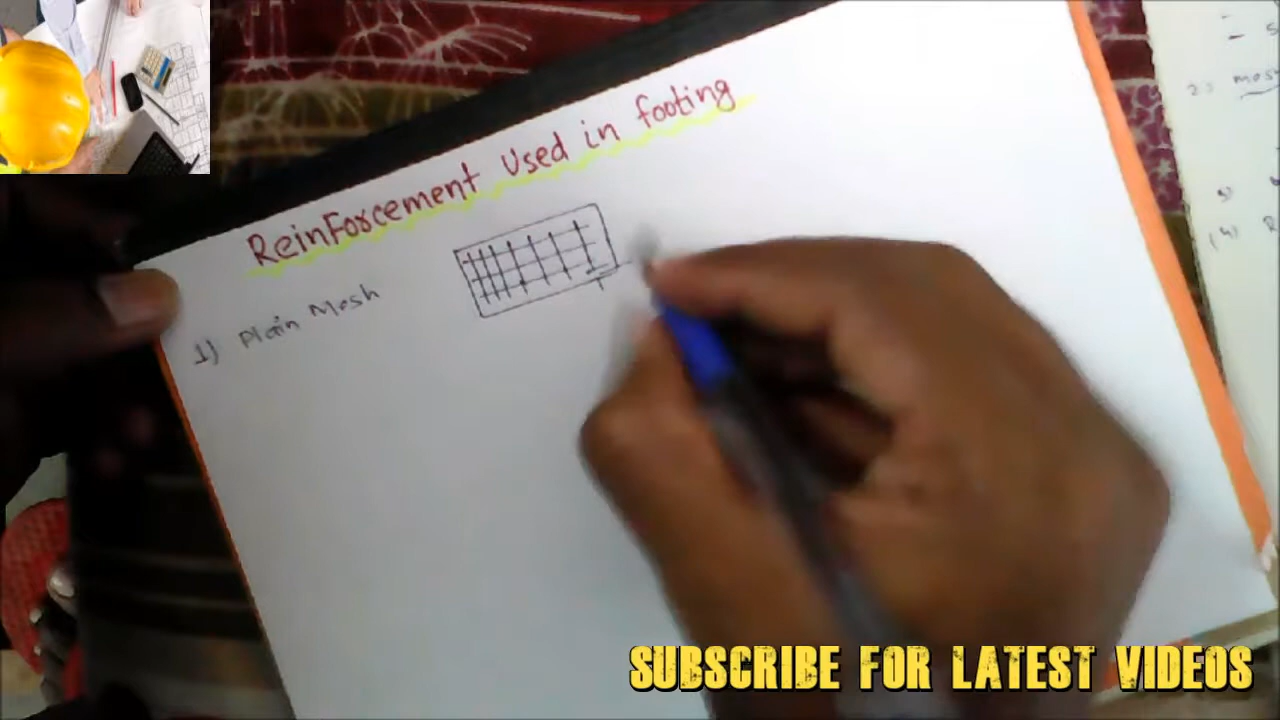 ReinForcement Used in footing
1) Plain Mesh
SUBSCRIBE FOR LATEST VIDEOS